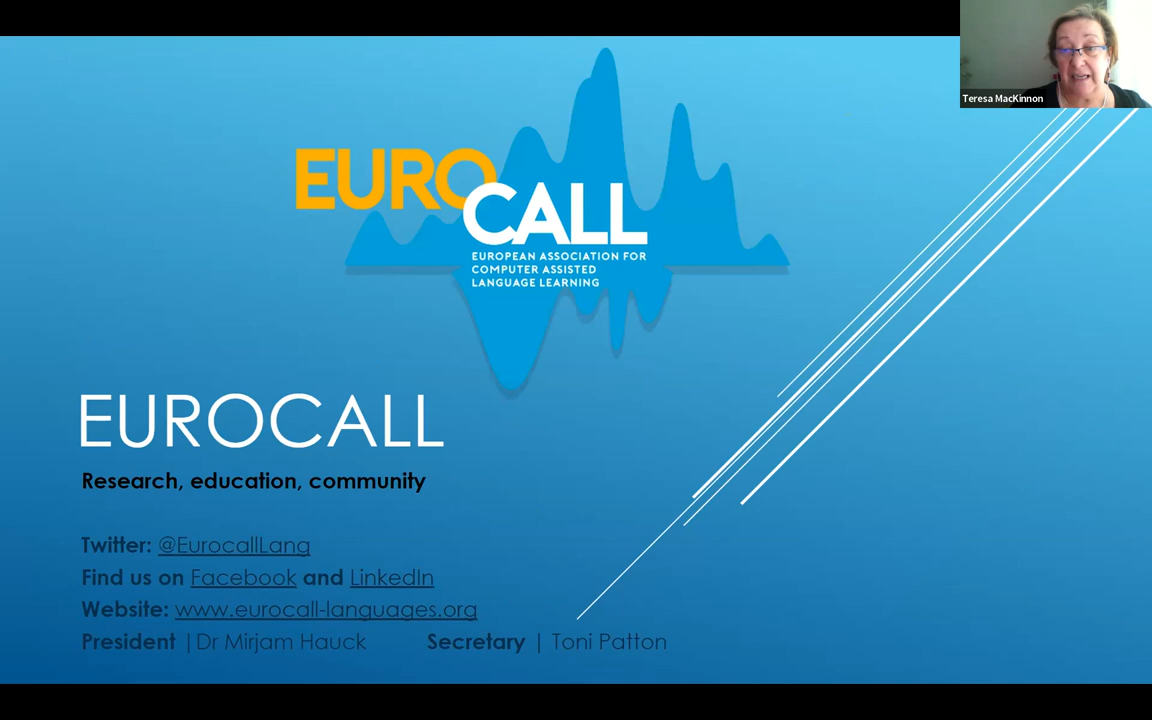 Teresa MacKinnon
EURO
CALL
EUROPEAN ASSOCIATION FOR
COMPUTER ASSISTED
LANGUAGE LEARNING
EUROCALL
Research, education, community
Twitter: @EurocallLang
Find us on Facebook and LinkedIn
Website: www.eurocall-languages.org
President |Dr Mirjam Hauck Secretary | Toni Patton